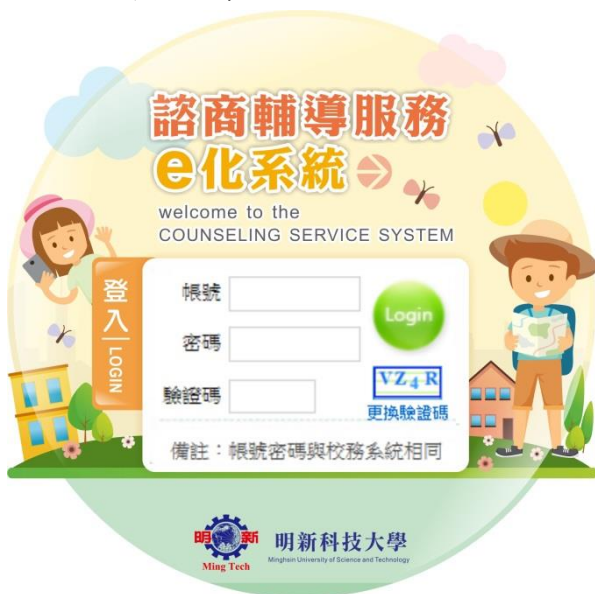 諮商輔導服務
e化系統
welcome to the
COUNSELING SERVICE SYSTEM
登入 LOGIN
帳號
Login
密碼
驗證碼
VZ4R
更換驗證碼
備註：帳號密碼與校務系統相同
明新
Ming Tech
明新科技大學
Minghsin University of Science and Technology